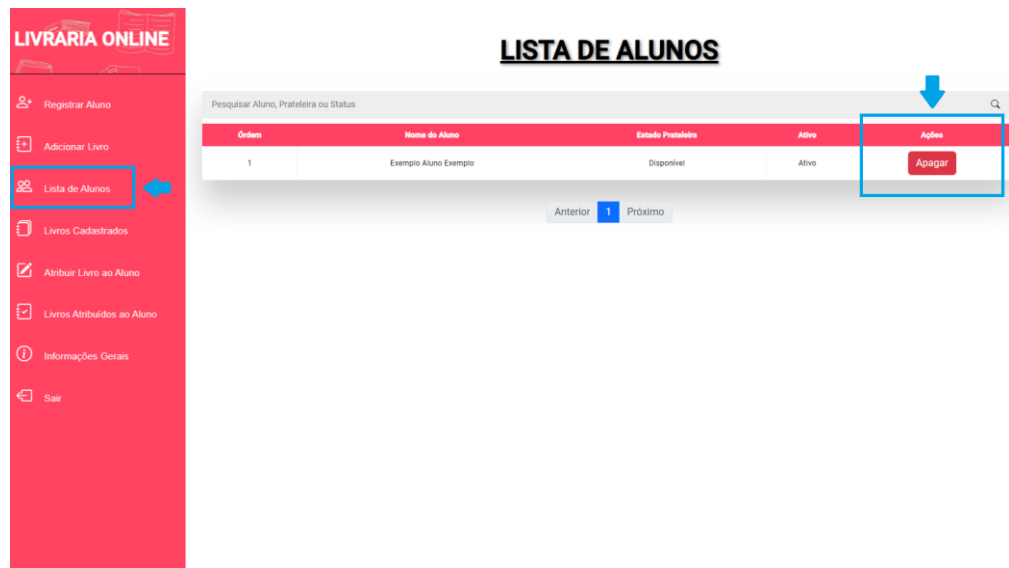 LIVRARIA ONLINE
Registrar Aluno
Adicionar Livro
Lista de Alunos
Livros Cadastrados
Atribuir Livro ao Aluno
Livros Atribuídos ao Aluno
Informações Gerais
Sair
LISTA DE ALUNOS
Pesquisar Aluno, Prateleira ou Status
Órdem Nome do Aluno Estado Prateleira Ativo Ações
1 Exemplo Aluno Exemplo Disponível Ativo Apagar
Anterior 1 Próximo